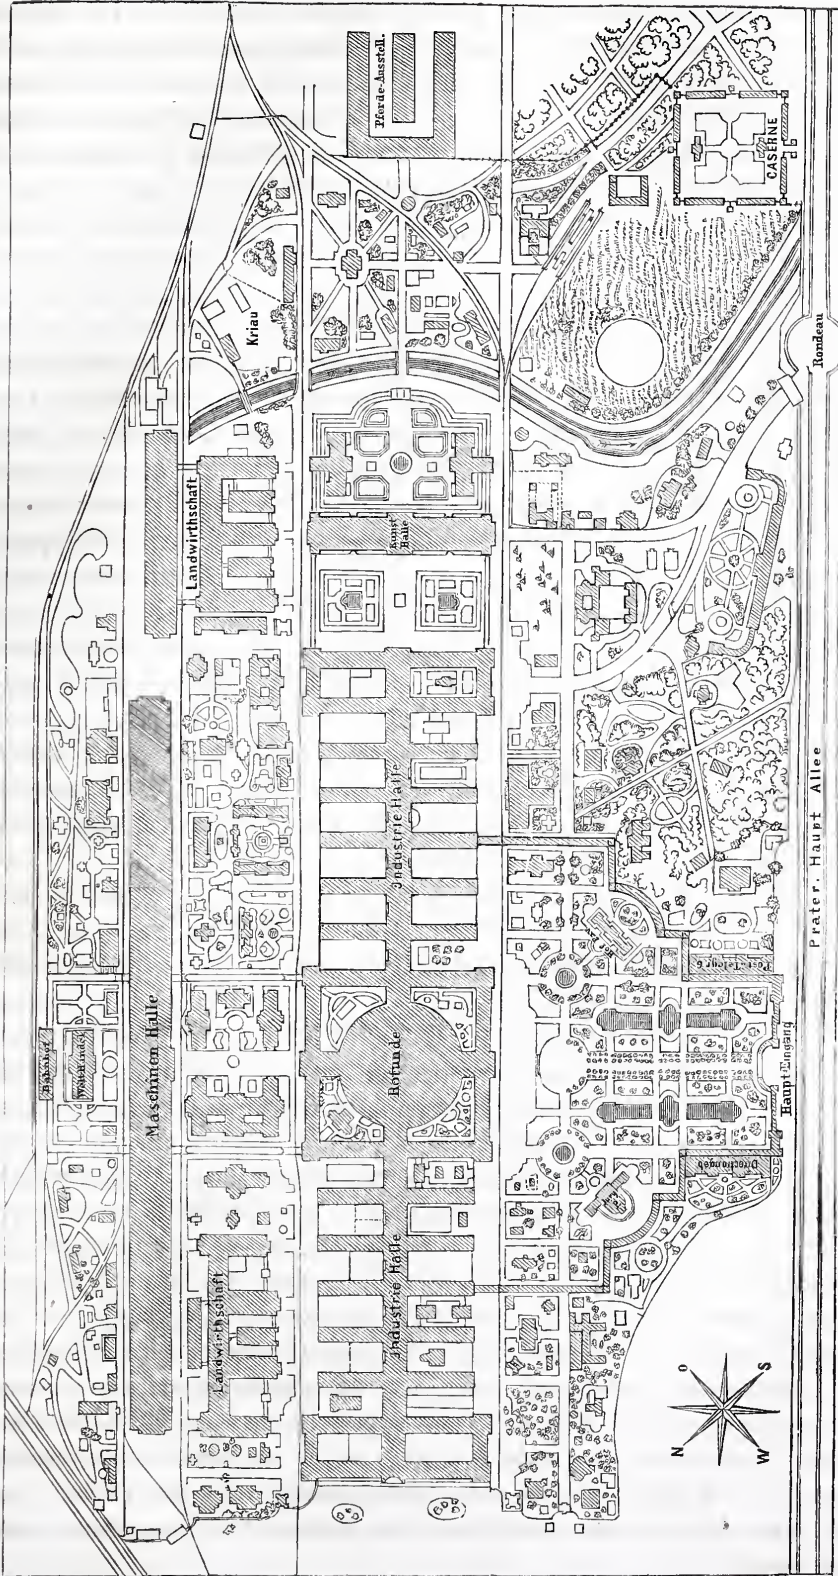 Pferde-Ausstell.
CASERNE
Kriau
Rondeau
Landwirthschaft
Kunst
Halle
Industrie Halle
Prater. Haupt Allee
Maschinen Halle
Bahnhof
Rotunde
Haupt Eingang
Landwirthschaft
Industrie Halle
N
O
S
W